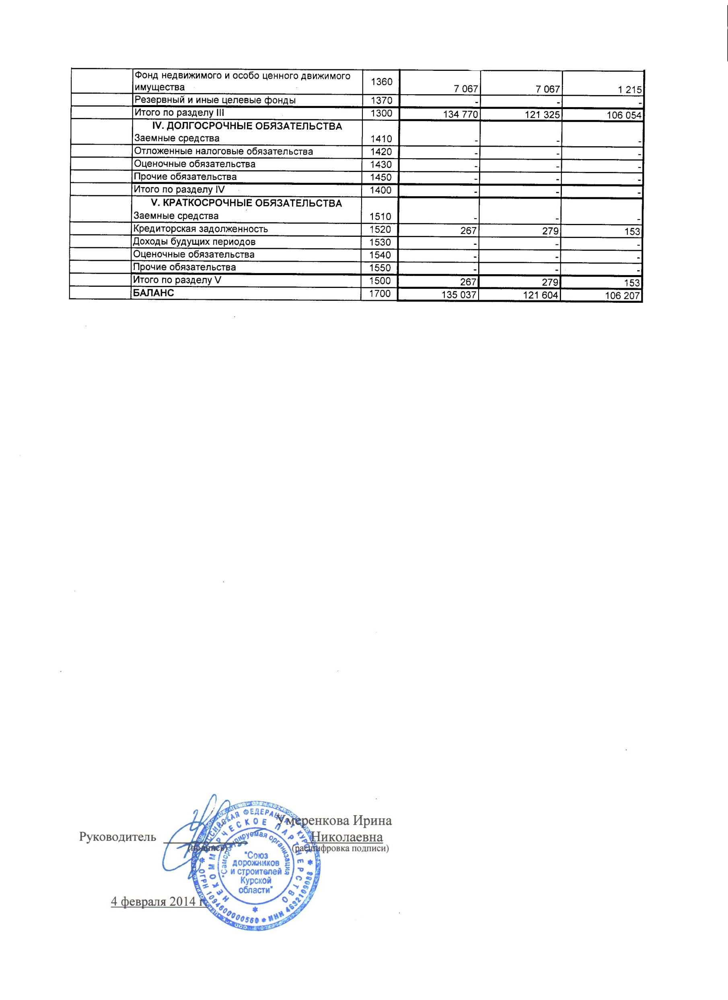 Фонд недвижимого и особо ценного движимого
имущества 1360 7 067 7 067 1 215
Резервный и иные целевые фонды 1370 - - -
Итого по разделу III 1300 134 770 121 325 106 054
IV. ДОЛГОСРОЧНЫЕ ОБЯЗАТЕЛЬСТВА
Заемные средства 1410 - - -
Отложенные налоговые обязательства 1420 - - -
Оценочные обязательства 1430 - - -
Прочие обязательства 1450 - - -
Итого по разделу IV 1400 - - -
V. КРАТКОСРОЧНЫЕ ОБЯЗАТЕЛЬСТВА
Заемные средства 1510 - - -
Кредиторская задолженность 1520 267 279 153
Доходы будущих периодов 1530 - - -
Оценочные обязательства 1540 - - -
Прочие обязательства 1550 - - -
Итого по разделу V 1500 267 279 153
БАЛАНС 1700 135 037 121 604 106 207
Умеренкова Ирина
Руководитель Николаевна
(подпись) (расшифровка подписи)
РОССИЙСКАЯ ФЕДЕРАЦИЯ Г. КУРСК * ИНН 4632109088 * ОГРН 1094600000569 *
НЕКОММЕРЧЕСКОЕ ПАРТНЕРСТВО *
"Саморегулируемая организация
"Союз
дорожников
и строителей
Курской
области"
4 февраля 2014 г.